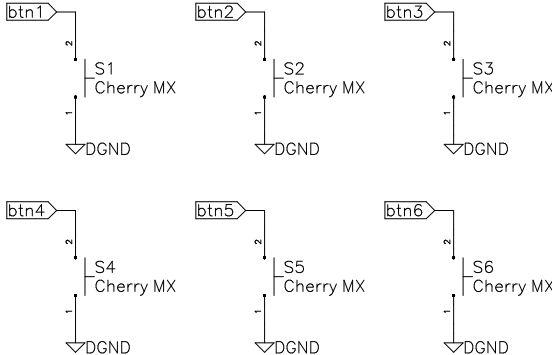 btn1 btn2 btn3
2 2 2
S1 S2 S3
Cherry MX Cherry MX Cherry MX
1 1 1
DGND DGND DGND
btn4 btn5 btn6
2 2 2
S4 S5 S6
Cherry MX Cherry MX Cherry MX
1 1 1
DGND DGND DGND